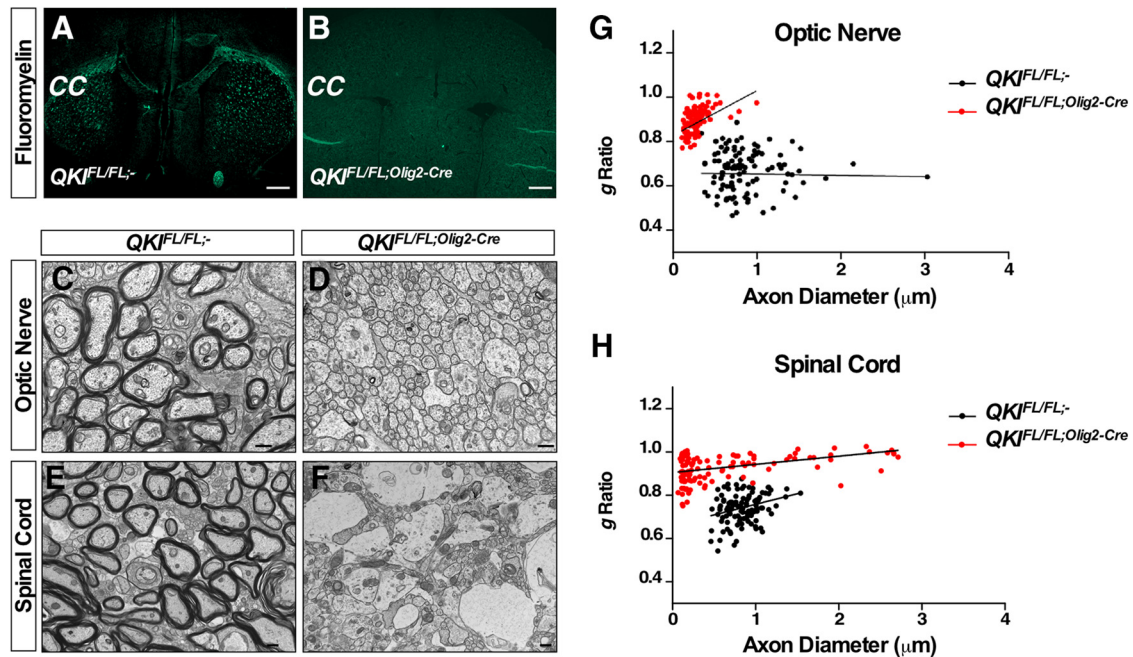 Fluoromyelin
A
CC
QKI^FL/FL;-
B
CC
QKI^FL/FL;Olig2-Cre
QKI^FL/FL;-
QKI^FL/FL;Olig2-Cre
Optic Nerve
C
D
Spinal Cord
E
F
G
Optic Nerve
QKI^FL/FL;-
QKI^FL/FL;Olig2-Cre
g Ratio
1.2
1.0
0.8
0.6
0.4
0 1 2 3 4
Axon Diameter (μm)
H
Spinal Cord
QKI^FL/FL;-
QKI^FL/FL;Olig2-Cre
g Ratio
1.2
1.0
0.8
0.6
0.4
0 1 2 3 4
Axon Diameter (μm)